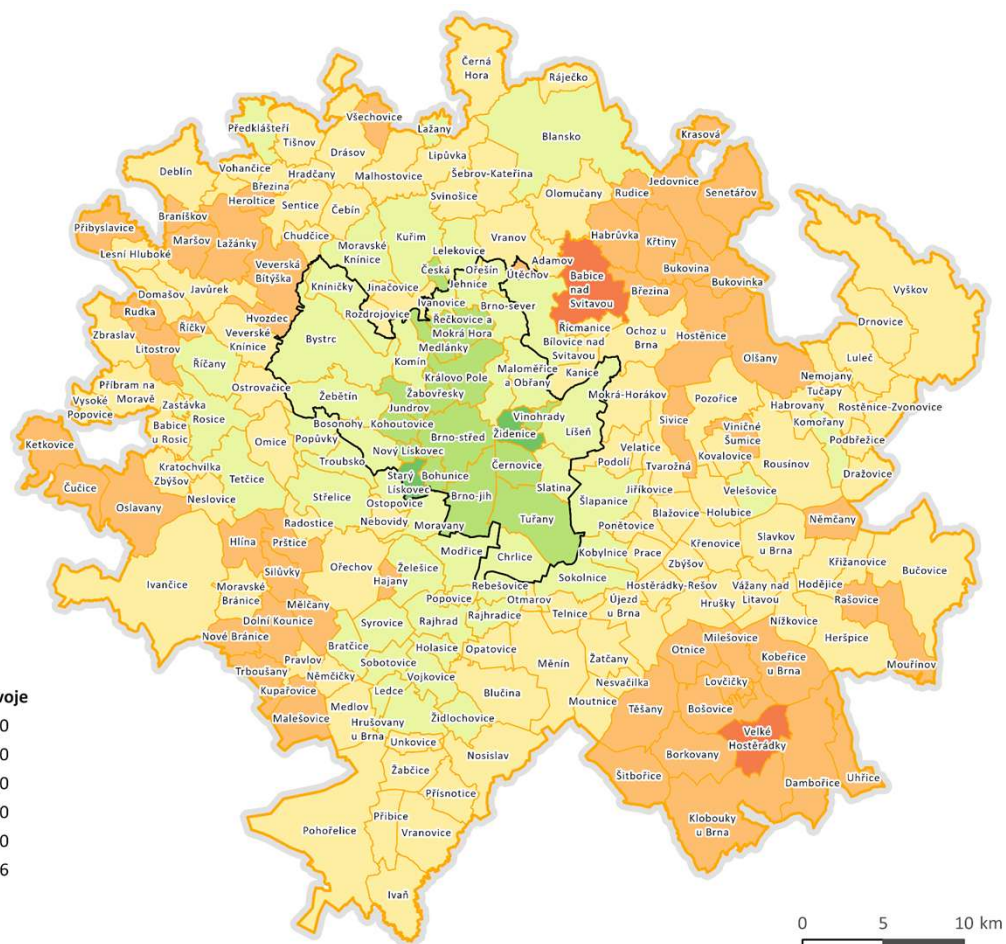 Černá
Hora
Ráječko
Všechovice
Předklášteří
Lažany
Krasová
Tišnov
Blansko
Drásov
Lipůvka
Deblín
Vohančice
Hradčany
Malhostovice
Šebrov-Kateřina
Jedovnice
Březina
Olomučany
Rudice
Senetářov
Heroltice
Sentice
Čebín
Svinošice
Přibyslavice
Braníškov
Habrůvka
Křtiny
Maršov
Lažánky
Chudčice
Moravské
Knínice
Kuřim
Lelekovice
Vranov
Lesní Hluboké
Veverská
Bítýška
Česká
Ořešín
Adamov
Útěchov
Bukovina
Babice
nad
Svitavou
Domašov
Javůrek
Kníničky
Jinačovice
Jehnice
Březina
Bukovinka
Vyškov
Rudka
Hvozdec
Rozdrojovice
Ivanovice
Brno-sever
Zbraslav
Říčky
Veverské
Knínice
Řečkovice a
Mokrá Hora
Řícmanice
Ochoz u
Brna
Hostěnice
Drnovice
Litostrov
Bystrc
Medlánky
Bílovice nad
Svitavou
Olšany
Luleč
Říčany
Komín
Maloměřice
a Obřany
Kanice
Nemojany
Příbram na
Moravě
Ostrovačice
Královo Pole
Mokrá-Horákov
Tučapy
Vysoké
Popovice
Zastávka
Žebětín
Žabovřesky
Pozořice
Habrovany
Rostěnice-Zvonovice
Babice
u Rosic
Rosice
Jundrov
Vinohrady
Komořany
Bosonohy
Kohoutovice
Židenice
Líšeň
Sivice
Viničné
Šumce
Podbřežice
Ketkovice
Omice
Popůvky
Brno-střed
Velatice
Kovalovice
Kratochvilka
Nový Lískovec
Podolí
Tvarožná
Rousínov
Dražovice
Zbýšov
Tetčice
Troubsko
Starý
Lískovec
Bohunice
Černovice
Čučice
Neslovice
Střelice
Slatina
Jiříkovice
Velešovice
Oslavany
Ostopovice
Brno-jih
Šlapanice
Blažovice
Holubice
Radostice
Nebovidy
Tuřany
Ponětovice
Němčany
Moravany
Křenovice
Slavkov
u Brna
Hlína
Prštice
Modřice
Chrlice
Kobylnice
Prace
Zbýšov
Křižanovice
Ořechov
Želešice
Bučovice
Ivančice
Silůvky
Hajany
Rebešovice
Sokolnice
Hostěrádky-Rešov
Vážany nad
Litavou
Hodějice
Moravské
Bránice
Mělčany
Popovice
Otmarov
Rašovice
Rajhradice
Telnice
Újezd
u Brna
Hrušky
Dolní Kounice
Syrovice
Rajhrad
Nížkovice
Nové Bránice
Bratčice
Holasice
Opatovice
Milešovice
Heršpice
Otnice
Mouřínov
Trboušany
Pravlov
Sobotovice
Měnín
Žatčany
Kobeřice
u Brna
Němčičky
Vojkovice
Nesvačilka
Lovčičky
Kupařovice
Ledce
Blučina
Moutnice
Těšany
Bošovice
Malešovice
Medlov
Hrušovany
u Brna
Židlochovice
Velké
Hostěrádky
Unkovice
Nosislav
Borkovany
Žabčice
Šitbořice
Dambořice
Uhřice
Přísnotice
Přibice
Klobouky
u Brna
Pohořelice
Vranovice
Ivaň
voje
0
0
0
0
0
6
0 5 10 km